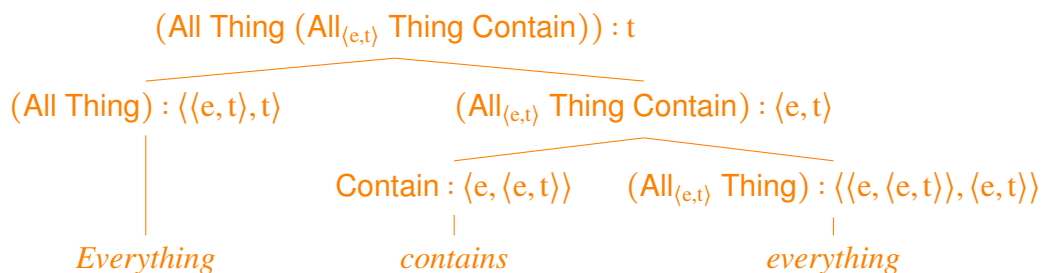 (All Thing (All⟨e,t⟩ Thing Contain)) : t
(All Thing) : ⟨⟨e, t⟩, t⟩ (All⟨e,t⟩ Thing Contain) : ⟨e, t⟩
Contain : ⟨e, ⟨e, t⟩⟩ (All⟨e,t⟩ Thing) : ⟨⟨e, ⟨e, t⟩⟩, ⟨e, t⟩⟩
Everything contains everything